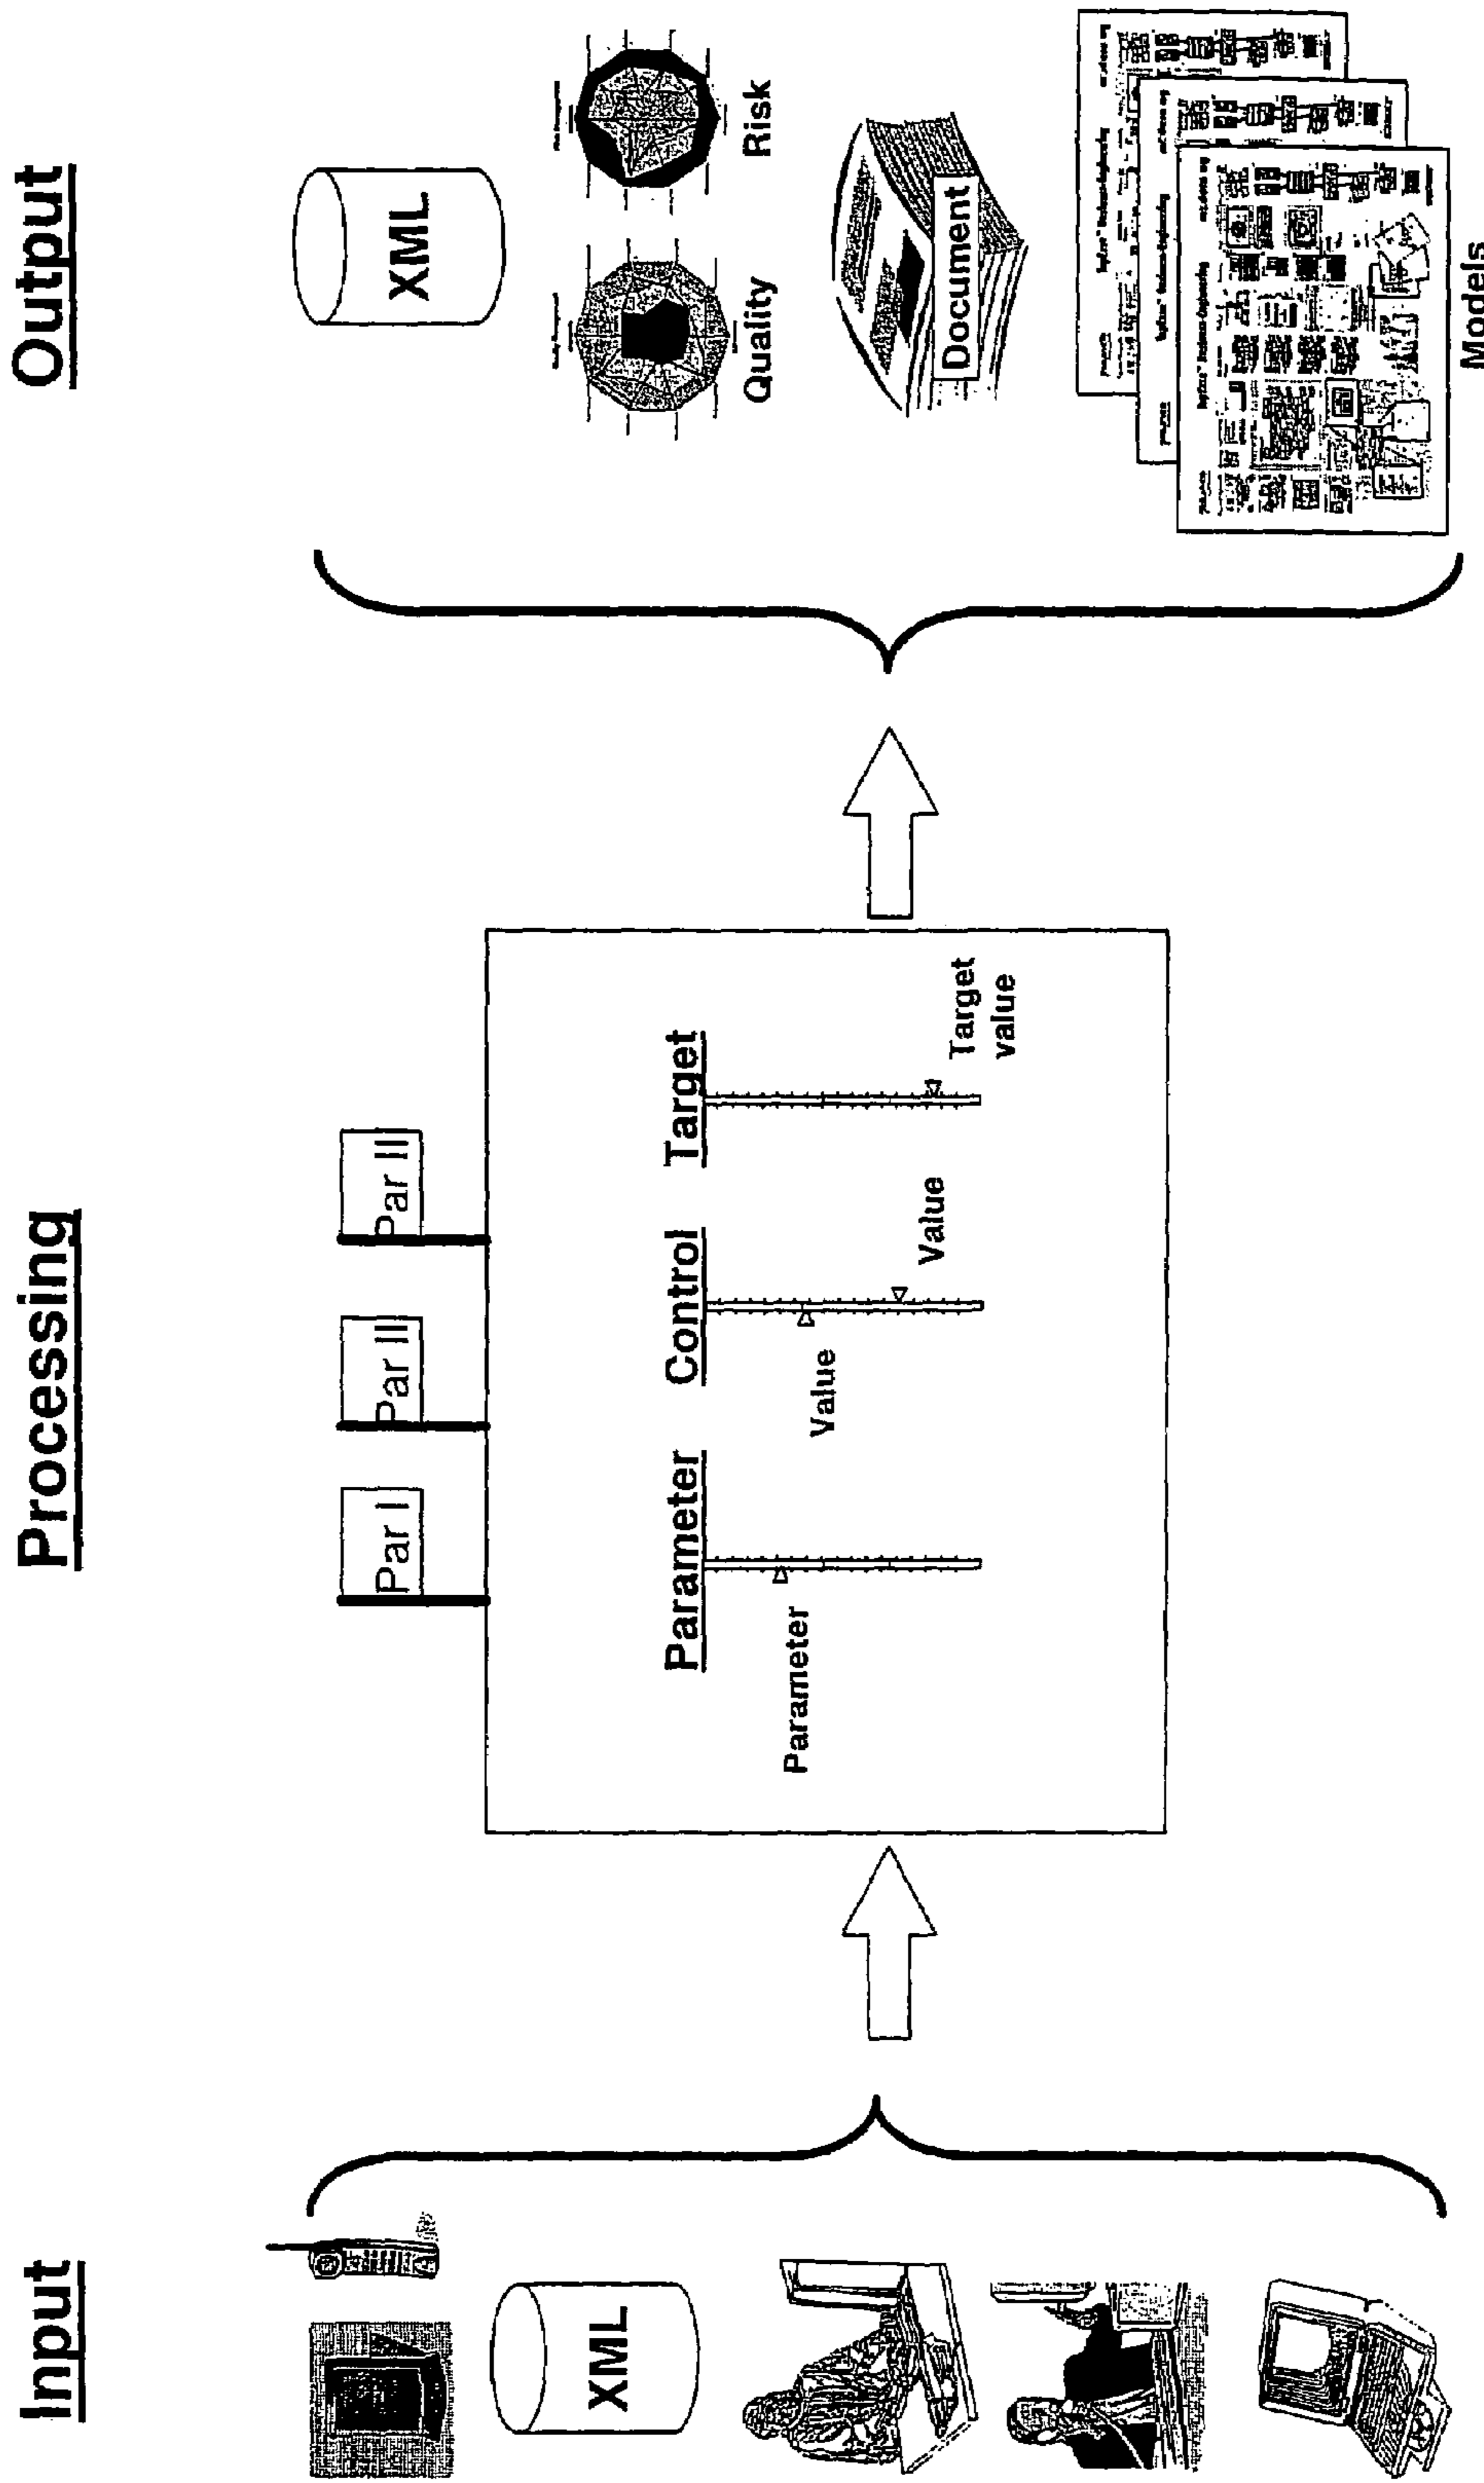 Input
Processing
Output
XML
Par I
Par II
Par II
Parameter
Control
Target
Parameter
Value
Value
Target
value
XML
Quality
Risk
Document
Models